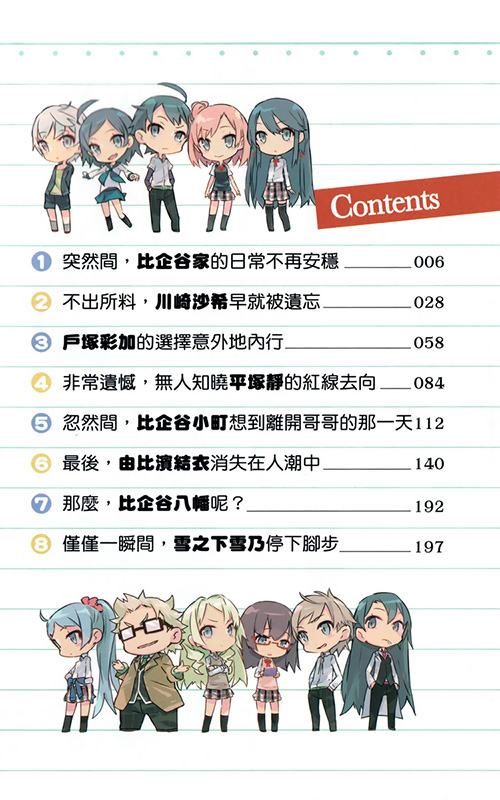 Contents
1 突然間，比企谷家的日常不再安穩 006
2 不出所料，川崎沙希早就被遺忘 028
3 戶塚彩加的選擇意外地內行 058
4 非常遺憾，無人知曉平塚靜的紅線去向 084
5 忽然間，比企谷小町想到離開哥哥的那一天 112
6 最後，由比濱結衣消失在人潮中 140
7 那麼，比企谷八幡呢？ 192
8 僅僅一瞬間，雪之下雪乃停下腳步 197